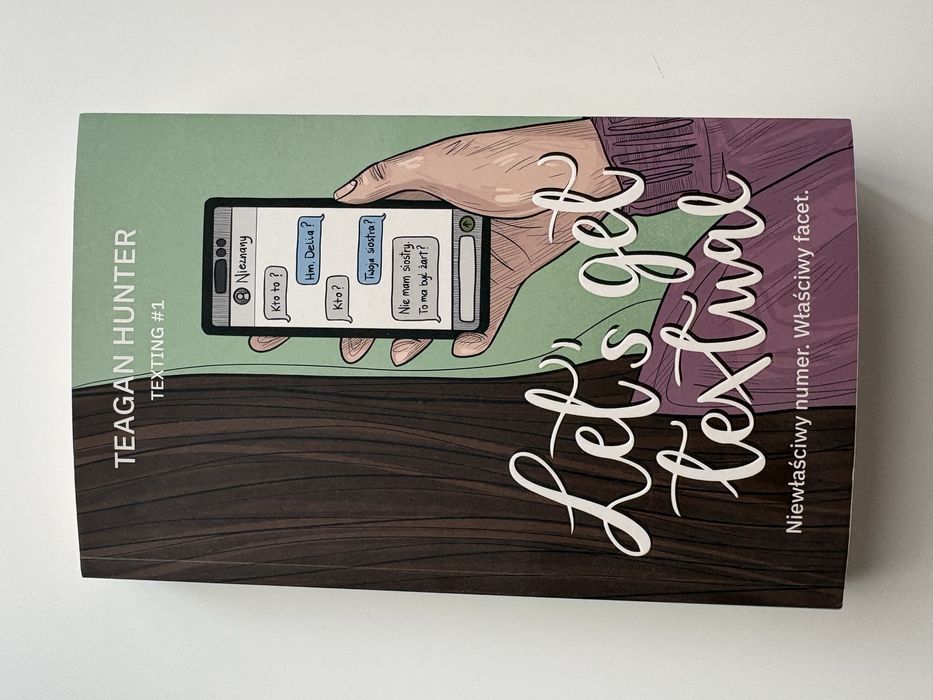 TEAGAN HUNTER
TEXTING #1
Nieznany
Kto to?
Hm, Delia?
Kto?
Twoja siostra?
Nie mam siostry.
To ma być żart?
Let's get
textual
Niewłaściwy numer. Właściwy facet.